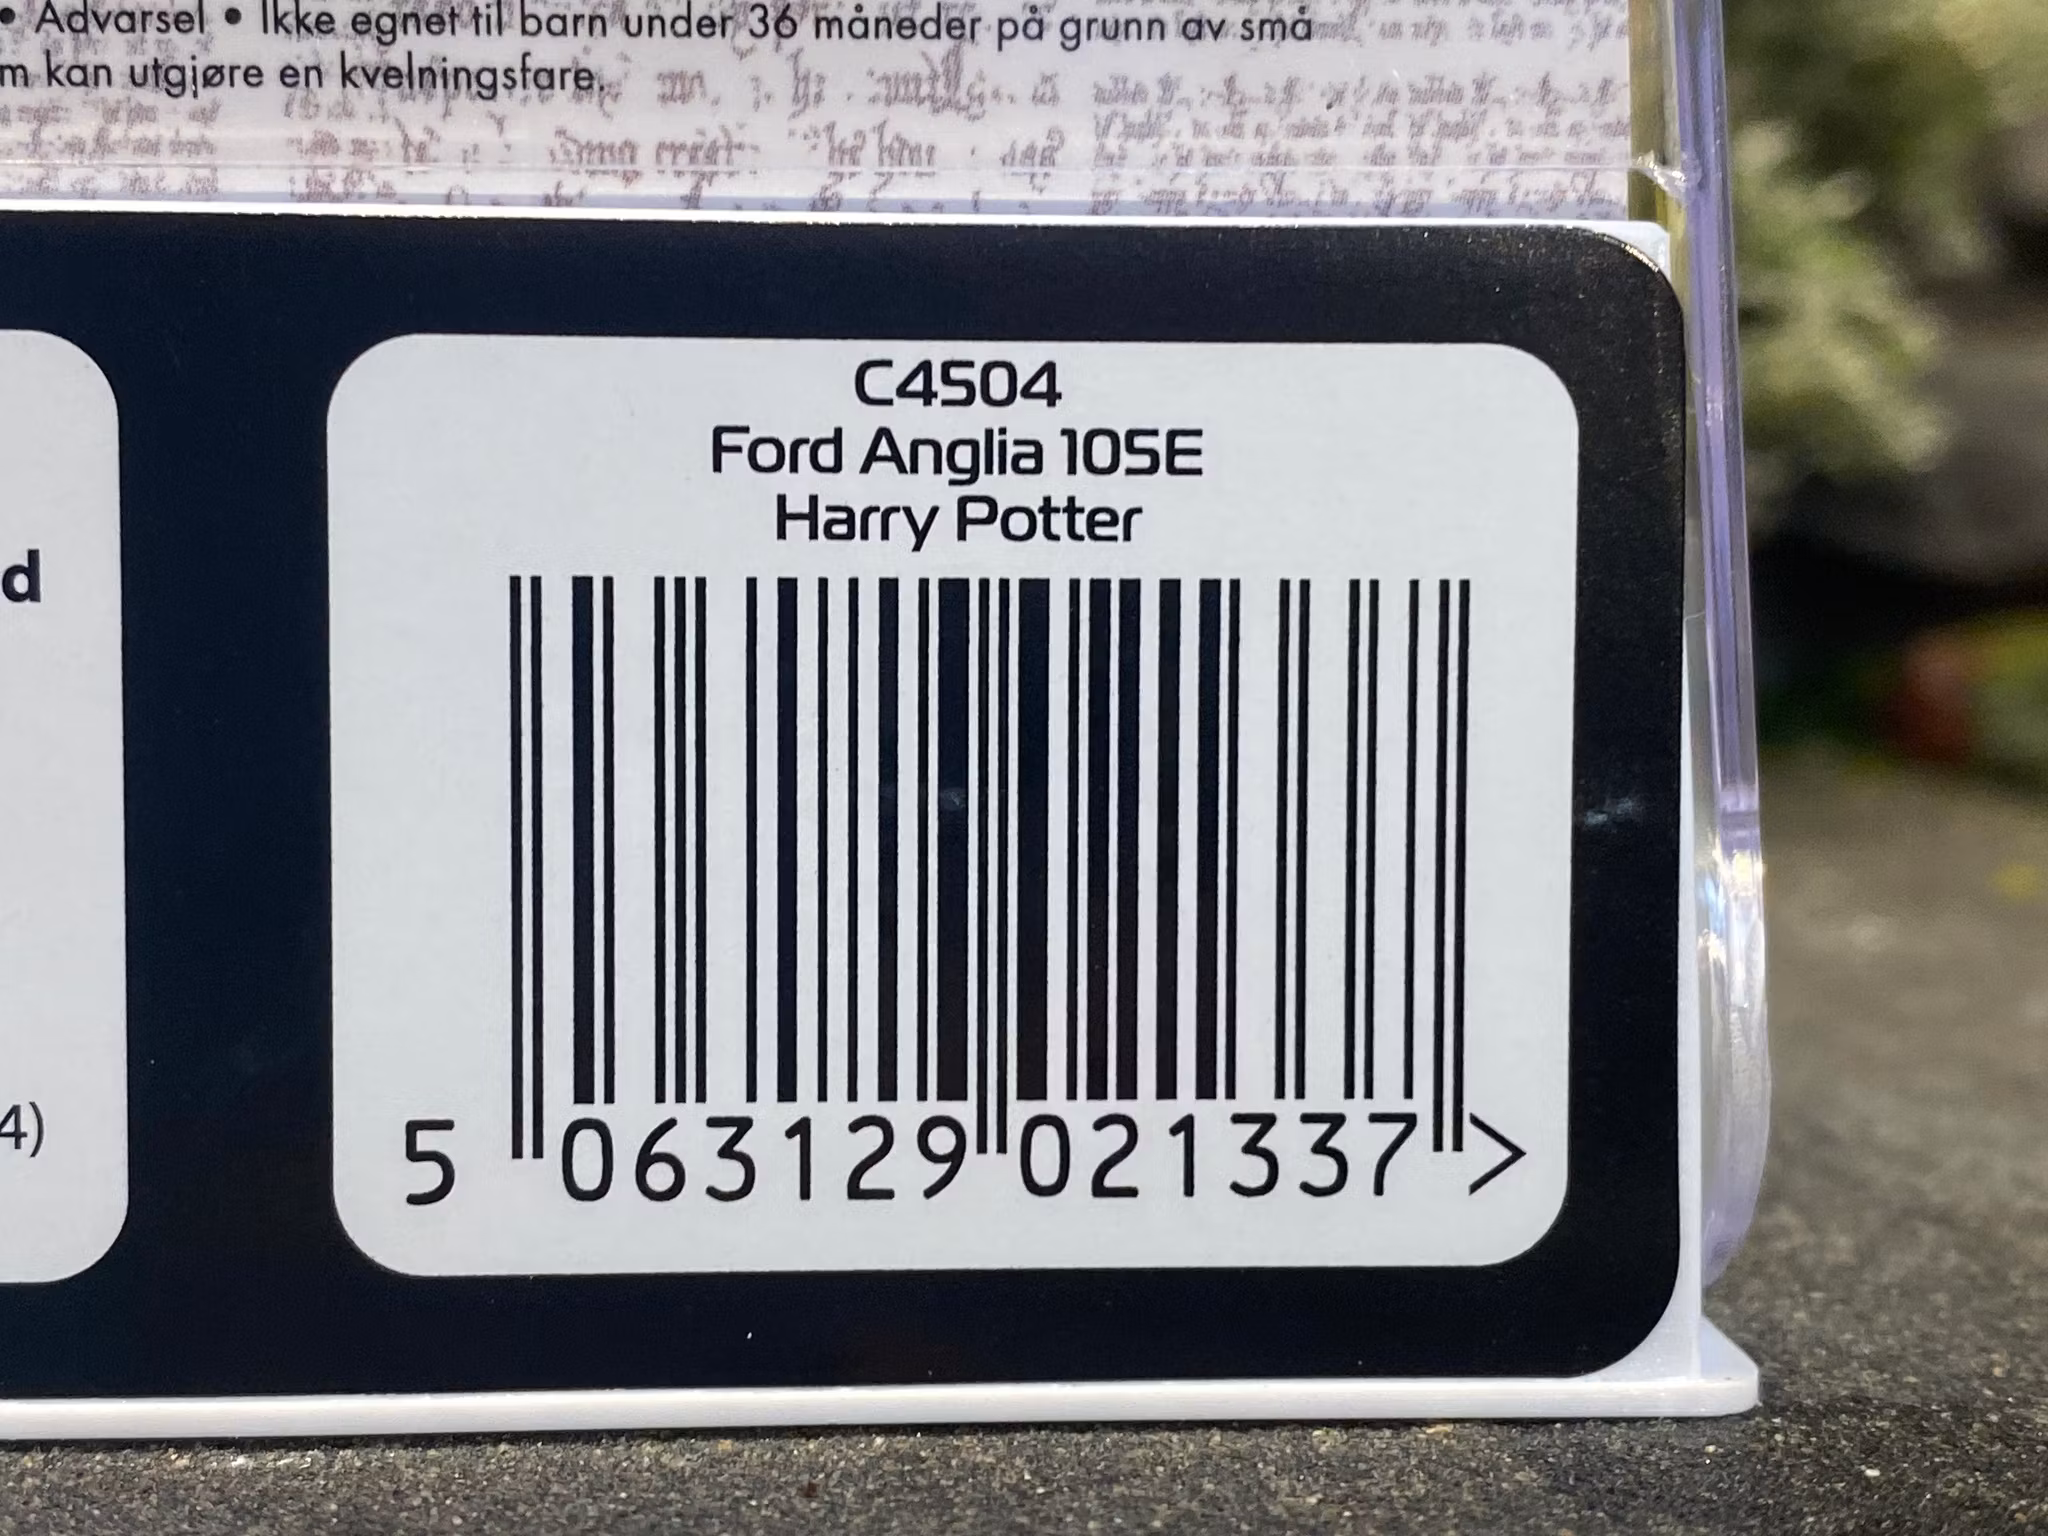 • Advarsel • Ikke egnet til barn under 36 måneder på grunn av små
m kan utgjøre en kvelningsfare.
d
4)
C4504
Ford Anglia 105E
Harry Potter
5 063129 021337 >